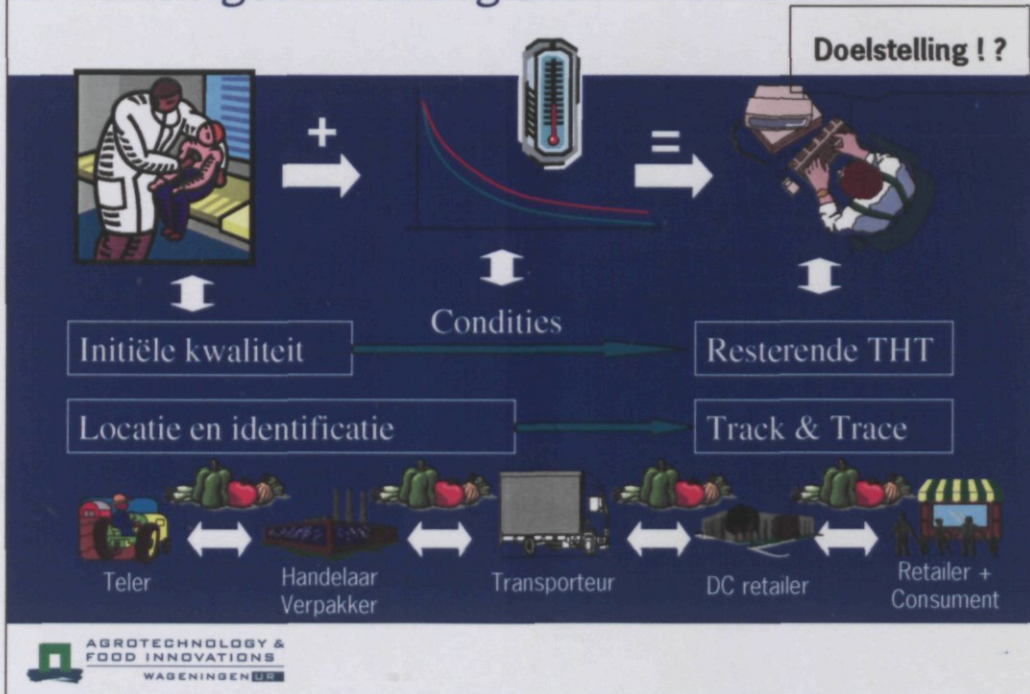 Doelstelling ! ?
+
=
Condities
Initiële kwaliteit
Resterende THT
Locatie en identificatie
Track & Trace
Teler
Handelaar
Verpakker
Transporteur
DC retailer
Retailer +
Consument
AGROTECHNOLOGY &
FOOD INNOVATIONS
WAGENINGEN UR